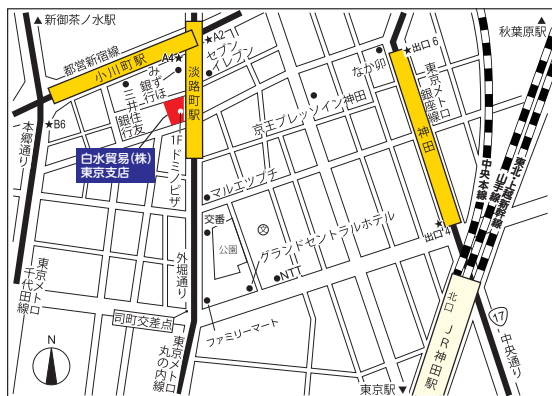 ▲新御茶ノ水駅
秋葉原駅▲
都営新宿線
小川町駅
★A2
A4★
セブン
イレブン
みずほ
銀行
三井住友
銀行
淡路町駅
なか卯
★出口6
東京メトロ
銀座線
神田
京王プレッソイン神田
本郷通り
★B6
1F ドミノピザ
白水貿易(株)
東京支店
マルエツプチ
東北・上越新幹線
山手線
中央本線
交番
公園
文
グランドセントラルホテル
出口4
★
NTT
外堀通り
東京メトロ
千代田線
司町交差点
ファミリーマート
北口
JR神田駅
17
中央通り
N
東京メトロ
丸の内線
東京駅▼